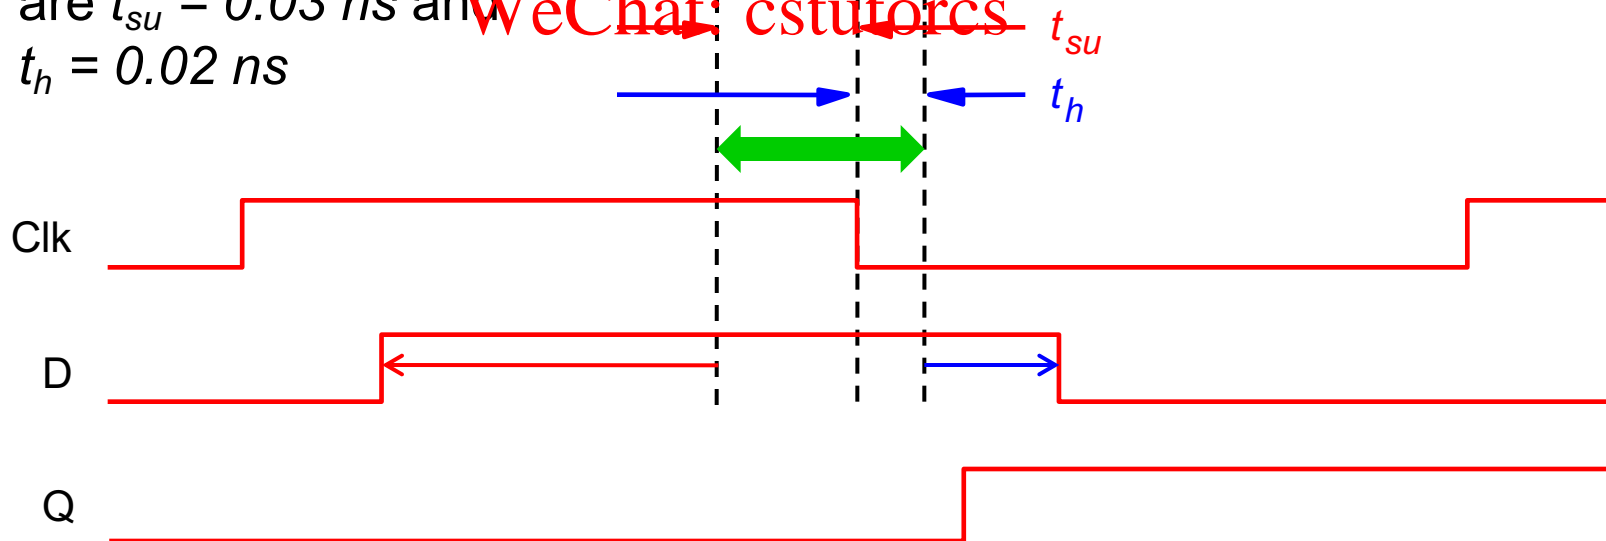 are t_su = 0.03 ns and
WeChat: cstutorcs
t_su
t_h = 0.02 ns
t_h
Clk
D
Q